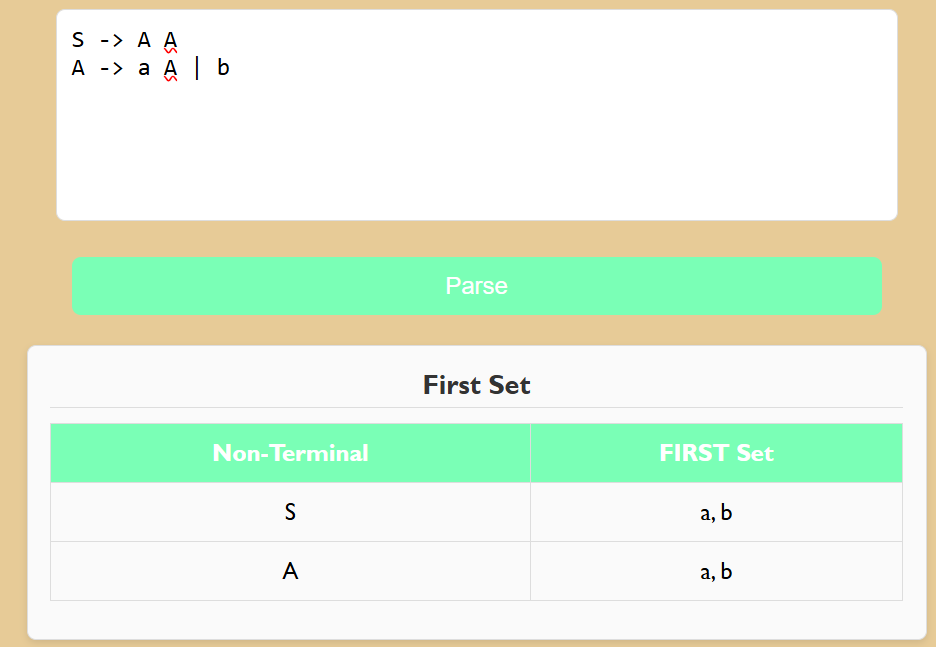 S -> A A
A -> a A | b
Parse
First Set
Non-Terminal FIRST Set
S a, b
A a, b